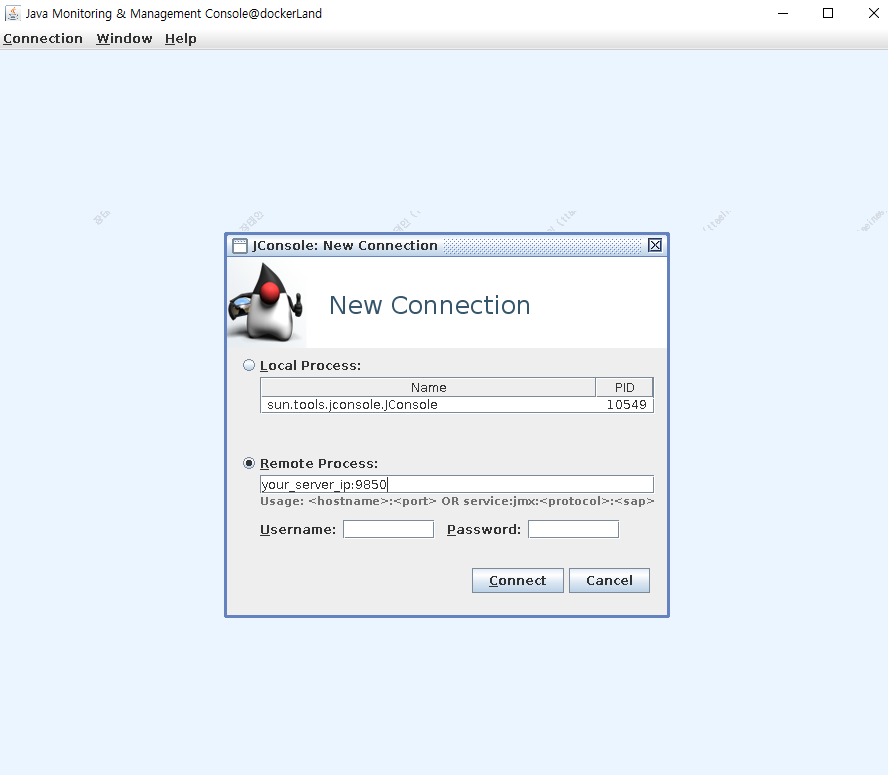 Java Monitoring & Management Console@dockerLand
Connection Window Help
JConsole: New Connection
New Connection
Local Process:
Name PID
sun.tools.jconsole.JConsole 10549
Remote Process:
your_server_ip:9850
Usage: <hostname>:<port> OR service:jmx:<protocol>:<sap>
Username: Password:
Connect Cancel